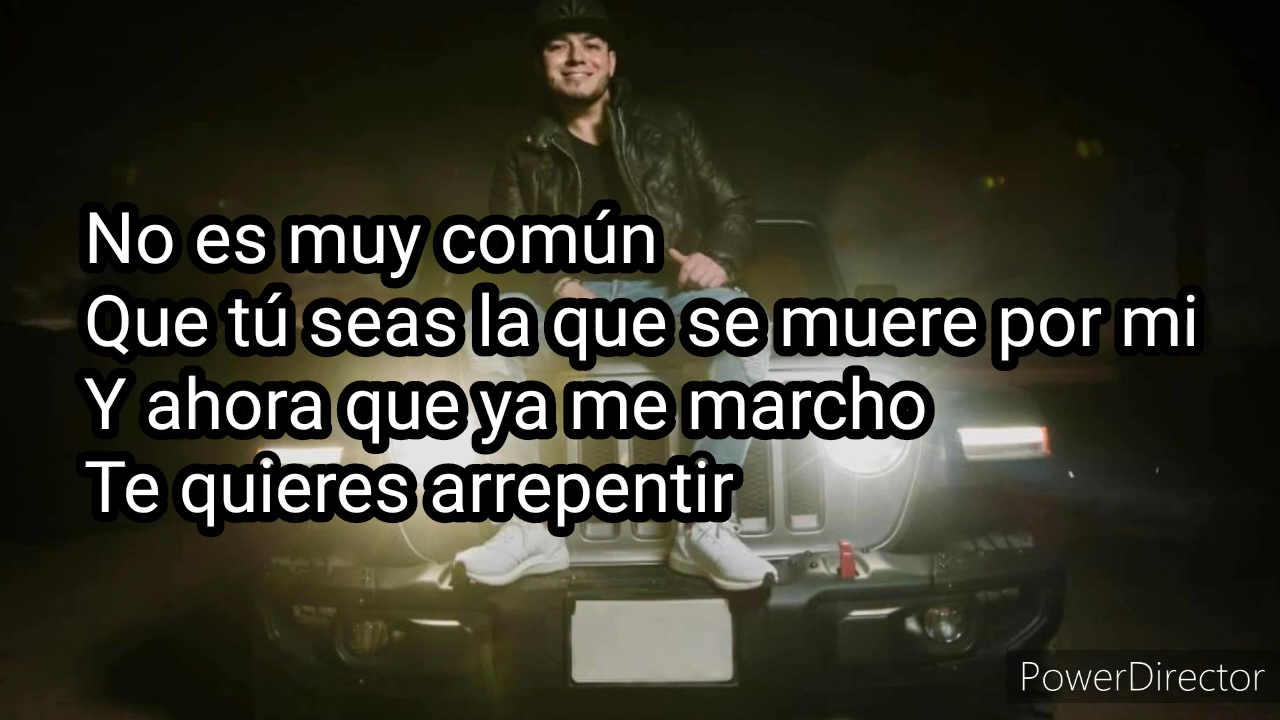 No es muy común
Que tú seas la que se muere por mi
Y ahora que ya me marcho
Te quieres arrepentir
PowerDirector